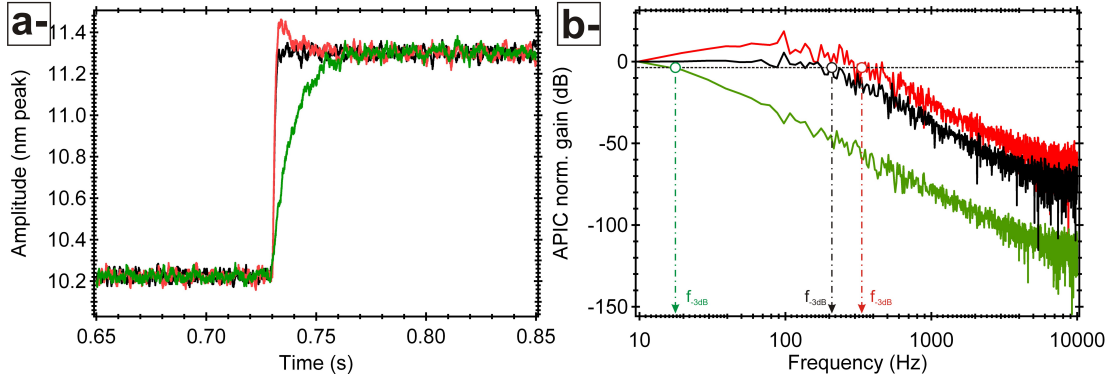 a-
11.4
11.2
11.0
10.8
10.6
10.4
10.2
Amplitude (nm peak)
0.65
0.70
0.75
0.80
0.85
Time (s)
b-
0
-50
-100
-150
APIC norm. gain (dB)
f-3dB
f-3dB
f-3dB
10
100
1000
10000
Frequency (Hz)